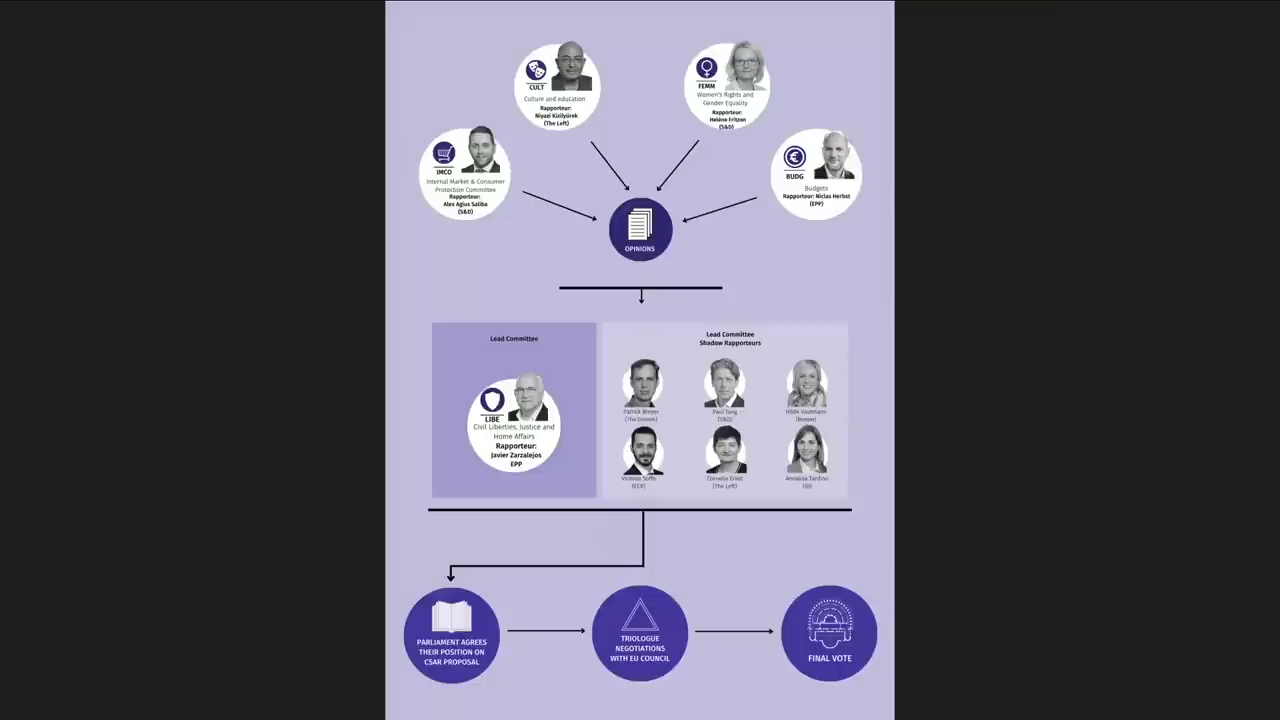 CULT
Culture and education
Rapporteur:
Niyazi Kizilyürek
(The Left)
FEMM
Women's Rights and
Gender Equality
Rapporteur:
Heléne Fritzon
(S&D)
IMCO
Internal Market & Consumer
Protection Committee
Rapporteur:
Alex Agius Saliba
(S&D)
BUDG
Budgets
Rapporteur: Niclas Herbst
(EPP)
OPINIONS
Lead Committee
LIBE
Civil Liberties, Justice and
Home Affairs
Rapporteur:
Javier Zarzalejos
EPP
Lead Committee
Shadow Rapporteurs
Patrick Breyer
(The Greens)
Paul Tang
(S&D)
Hilde Vautmans
(Renew)
Vincenzo Sofo
(ECR)
Cornelia Ernst
(The Left)
Annalisa Tardino
(ID)
PARLIAMENT AGREES
THEIR POSITION ON
CSAR PROPOSAL
TRIOLOGUE
NEGOTIATIONS
WITH EU COUNCIL
FINAL VOTE